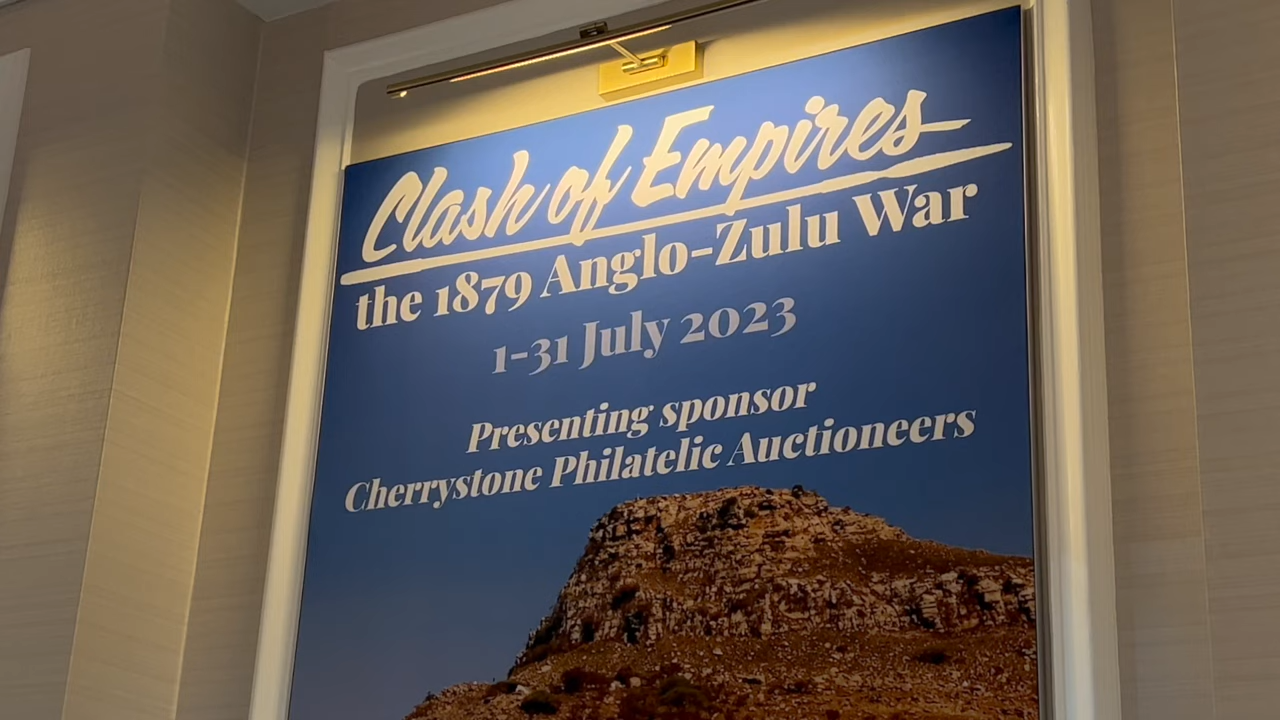 Clash of Empires
the 1879 Anglo-Zulu War
1-31 July 2023
Presenting sponsor
Cherrystone Philatelic Auctioneers